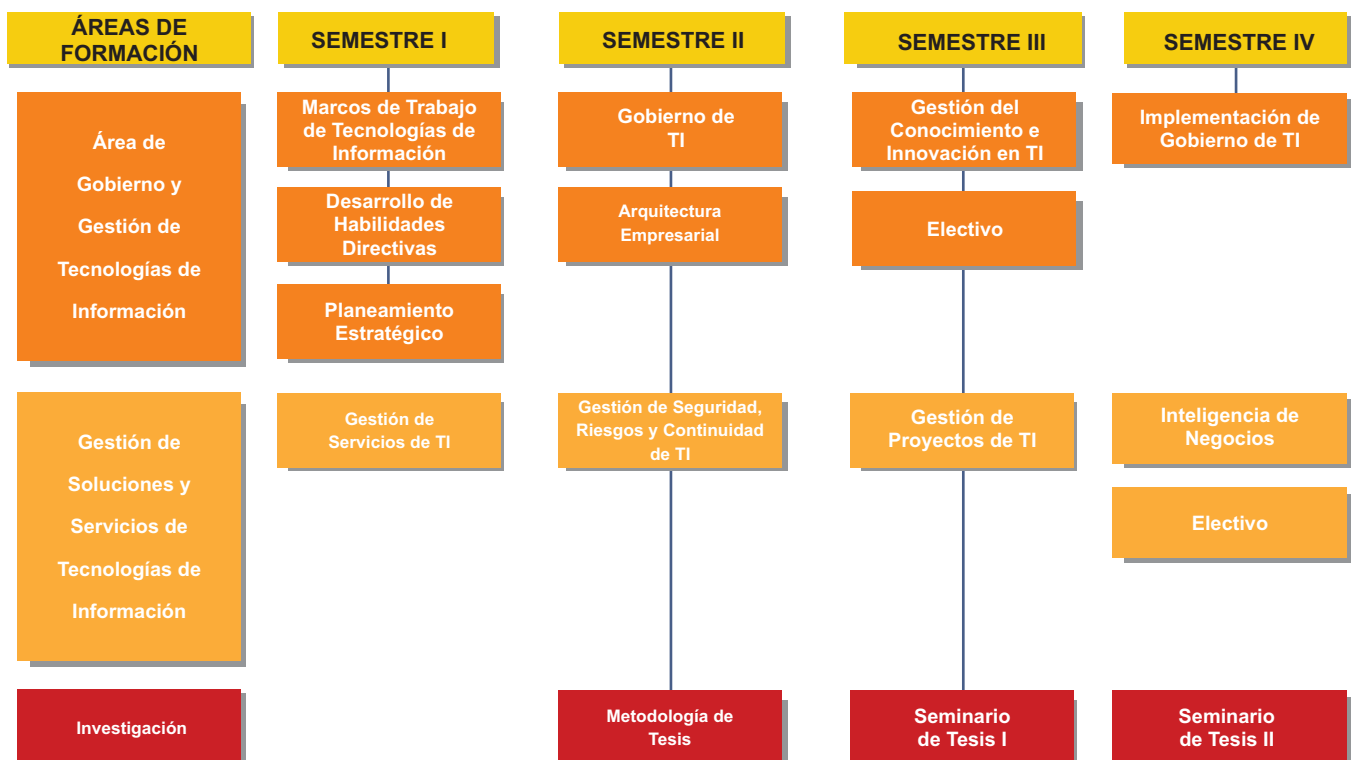 ÁREAS DE
FORMACIÓN
SEMESTRE I
SEMESTRE II
SEMESTRE III
SEMESTRE IV
Área de
Gobierno y
Gestión de
Tecnologías de
Información
Marcos de Trabajo
de Tecnologías de
Información
Gobierno de
TI
Gestión del
Conocimiento e
Innovación en TI
Implementación de
Gobierno de TI
Desarrollo de
Habilidades
Directivas
Arquitectura
Empresarial
Electivo
Planeamiento
Estratégico
Gestión de
Soluciones y
Servicios de
Tecnologías de
Información
Gestión de
Servicios de TI
Gestión de Seguridad,
Riesgos y Continuidad
de TI
Gestión de
Proyectos de TI
Inteligencia de
Negocios
Electivo
Investigación
Metodología de
Tesis
Seminario
de Tesis I
Seminario
de Tesis II